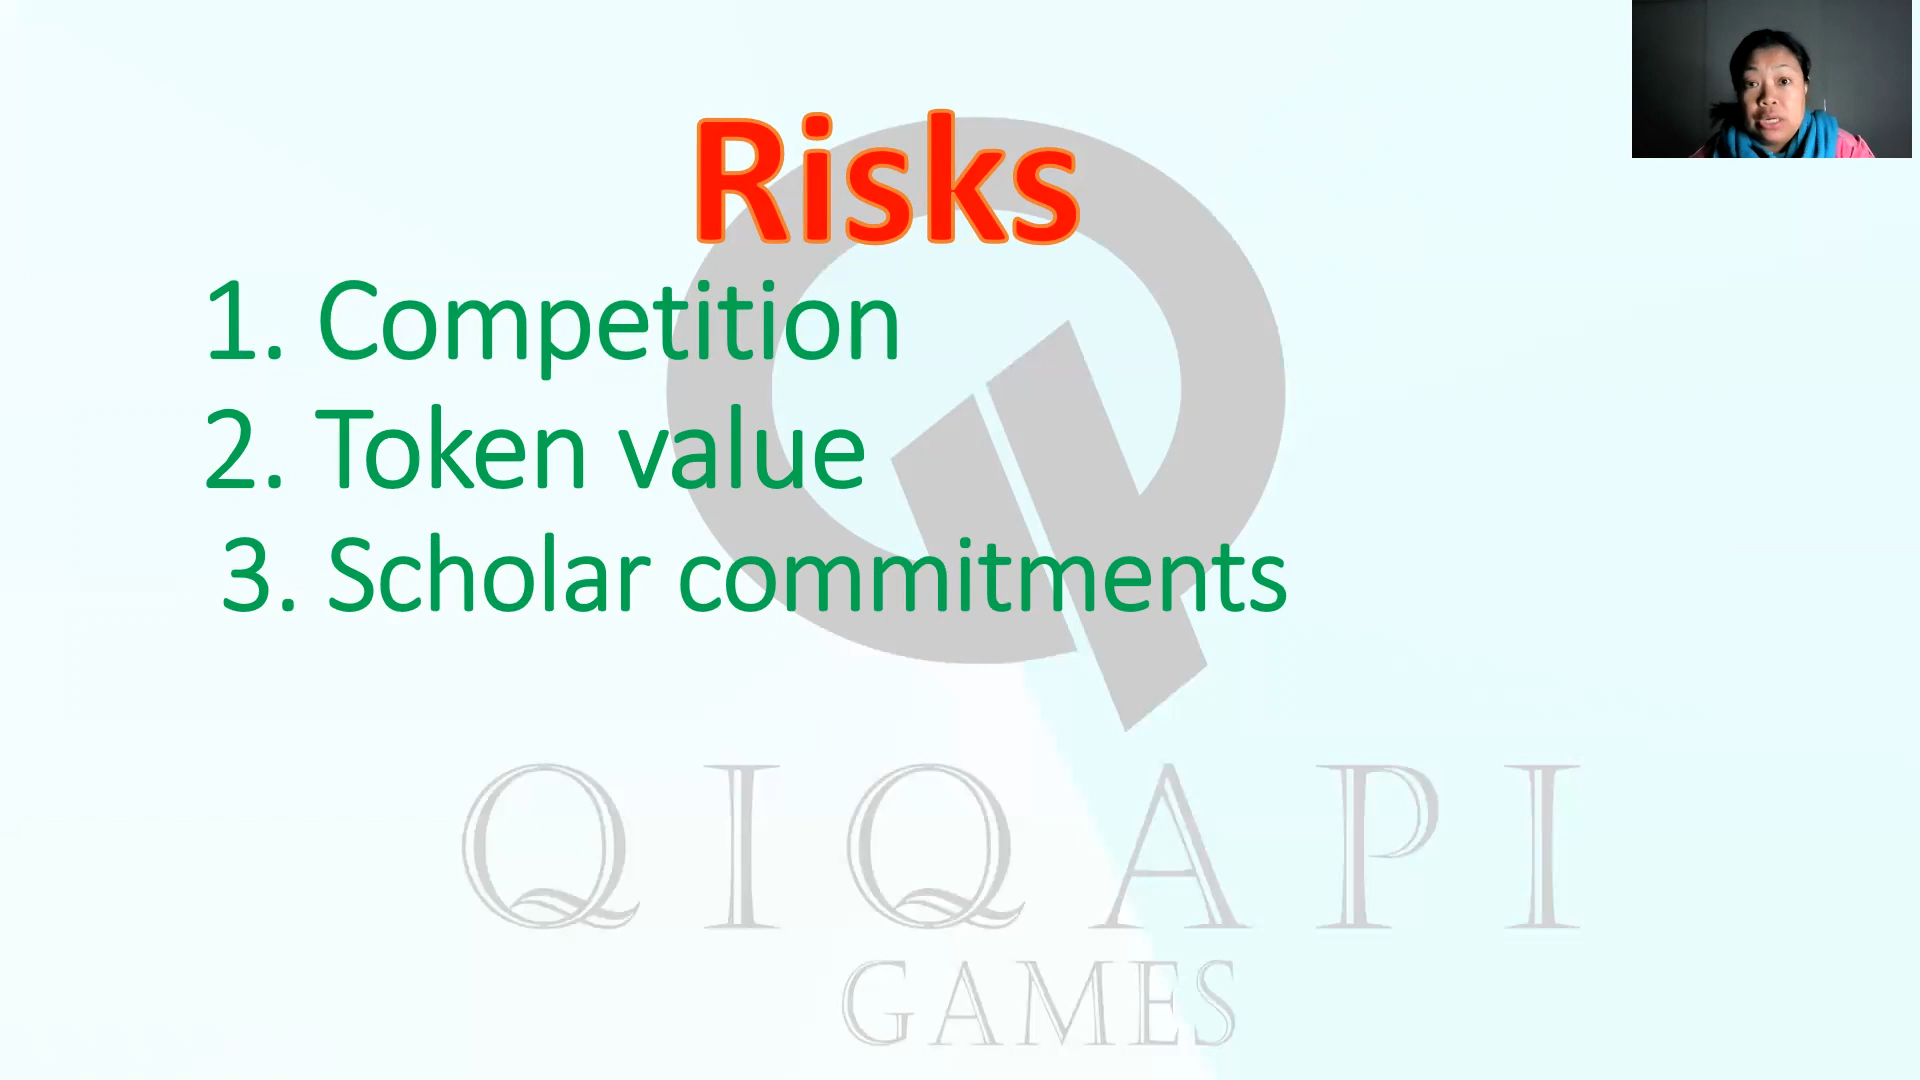 Risks
1. Competition
2. Token value
3. Scholar commitments
QIQAPI
GAMES